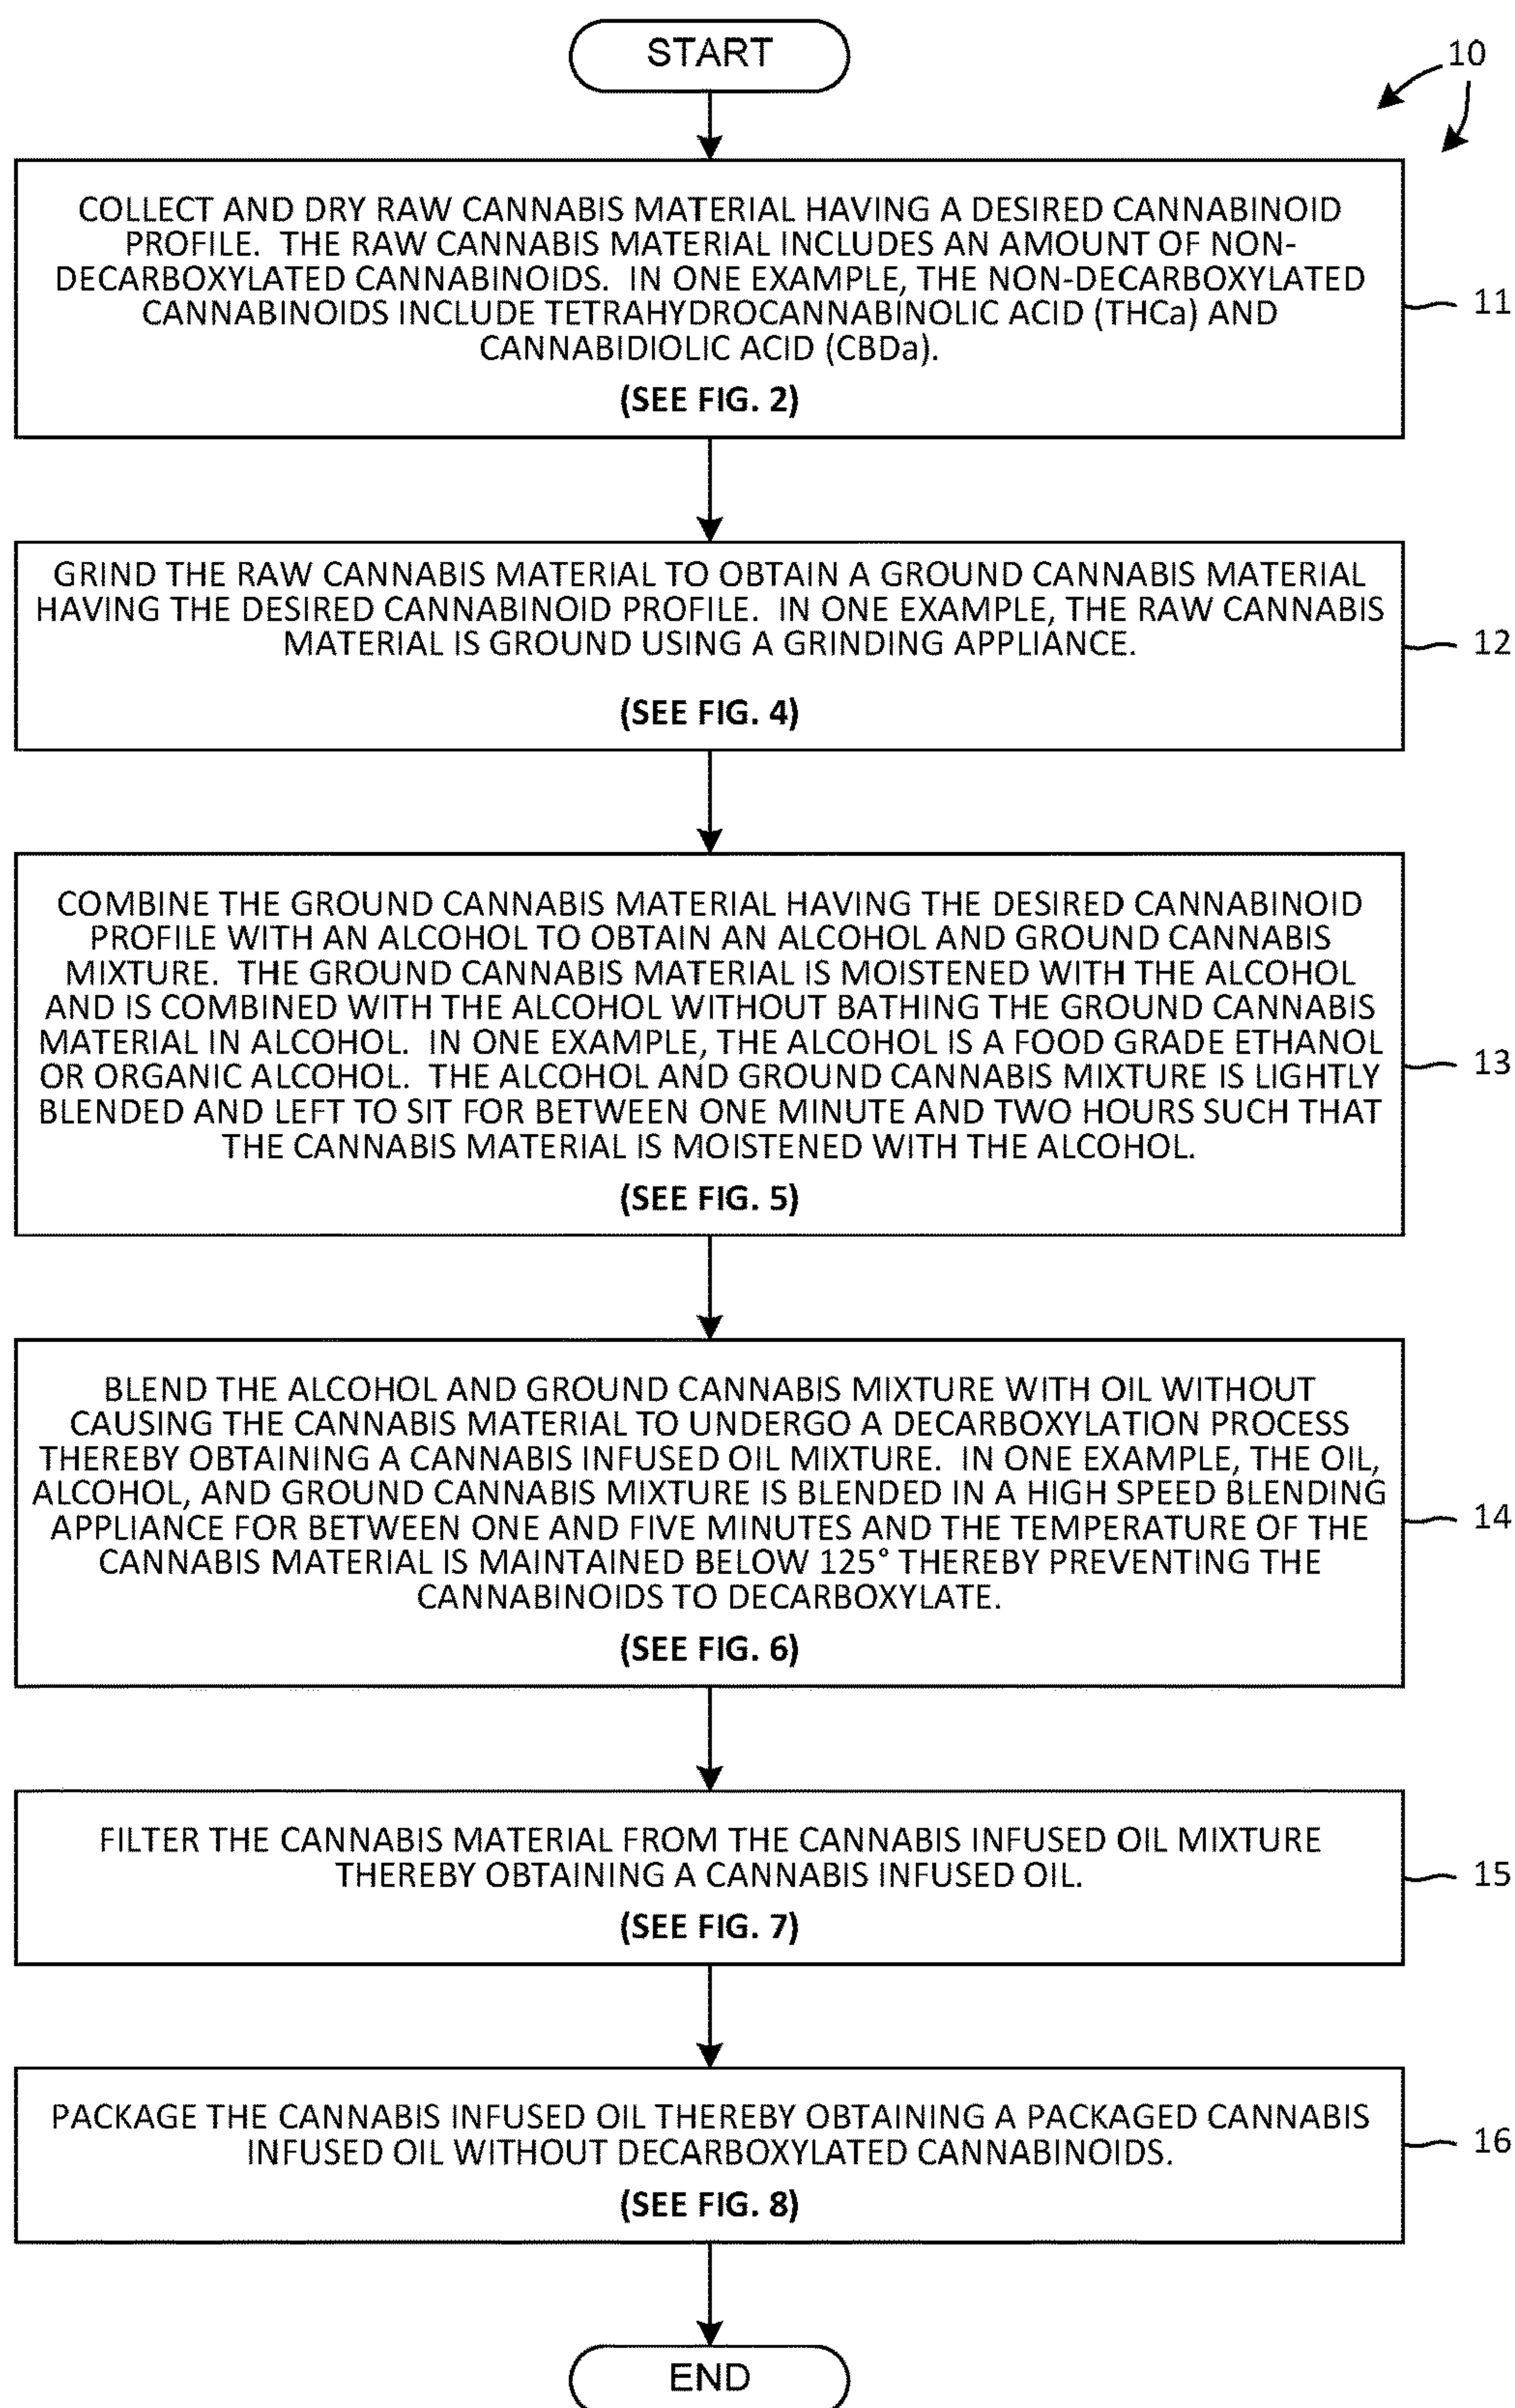 START
10
COLLECT AND DRY RAW CANNABIS MATERIAL HAVING A DESIRED CANNABINOID
PROFILE. THE RAW CANNABIS MATERIAL INCLUDES AN AMOUNT OF NON-
DECARBOXYLATED CANNABINOIDS. IN ONE EXAMPLE, THE NON-DECARBOXYLATED
CANNABINOIDS INCLUDE TETRAHYDROCANNABINOLIC ACID (THCa) AND
CANNABIDIOLIC ACID (CBDa).
(SEE FIG. 2)
11
GRIND THE RAW CANNABIS MATERIAL TO OBTAIN A GROUND CANNABIS MATERIAL
HAVING THE DESIRED CANNABINOID PROFILE. IN ONE EXAMPLE, THE RAW CANNABIS
MATERIAL IS GROUND USING A GRINDING APPLIANCE.
(SEE FIG. 4)
12
COMBINE THE GROUND CANNABIS MATERIAL HAVING THE DESIRED CANNABINOID
PROFILE WITH AN ALCOHOL TO OBTAIN AN ALCOHOL AND GROUND CANNABIS
MIXTURE. THE GROUND CANNABIS MATERIAL IS MOISTENED WITH THE ALCOHOL
AND IS COMBINED WITH THE ALCOHOL WITHOUT BATHING THE GROUND CANNABIS
MATERIAL IN ALCOHOL. IN ONE EXAMPLE, THE ALCOHOL IS A FOOD GRADE ETHANOL
OR ORGANIC ALCOHOL. THE ALCOHOL AND GROUND CANNABIS MIXTURE IS LIGHTLY
BLENDED AND LEFT TO SIT FOR BETWEEN ONE MINUTE AND TWO HOURS SUCH THAT
THE CANNABIS MATERIAL IS MOISTENED WITH THE ALCOHOL.
(SEE FIG. 5)
13
BLEND THE ALCOHOL AND GROUND CANNABIS MIXTURE WITH OIL WITHOUT
CAUSING THE CANNABIS MATERIAL TO UNDERGO A DECARBOXYLATION PROCESS
THEREBY OBTAINING A CANNABIS INFUSED OIL MIXTURE. IN ONE EXAMPLE, THE OIL,
ALCOHOL, AND GROUND CANNABIS MIXTURE IS BLENDED IN A HIGH SPEED BLENDING
APPLIANCE FOR BETWEEN ONE AND FIVE MINUTES AND THE TEMPERATURE OF THE
CANNABIS MATERIAL IS MAINTAINED BELOW 125° THEREBY PREVENTING THE
CANNABINOIDS TO DECARBOXYLATE.
(SEE FIG. 6)
14
FILTER THE CANNABIS MATERIAL FROM THE CANNABIS INFUSED OIL MIXTURE
THEREBY OBTAINING A CANNABIS INFUSED OIL.
(SEE FIG. 7)
15
PACKAGE THE CANNABIS INFUSED OIL THEREBY OBTAINING A PACKAGED CANNABIS
INFUSED OIL WITHOUT DECARBOXYLATED CANNABINOIDS.
(SEE FIG. 8)
16
END